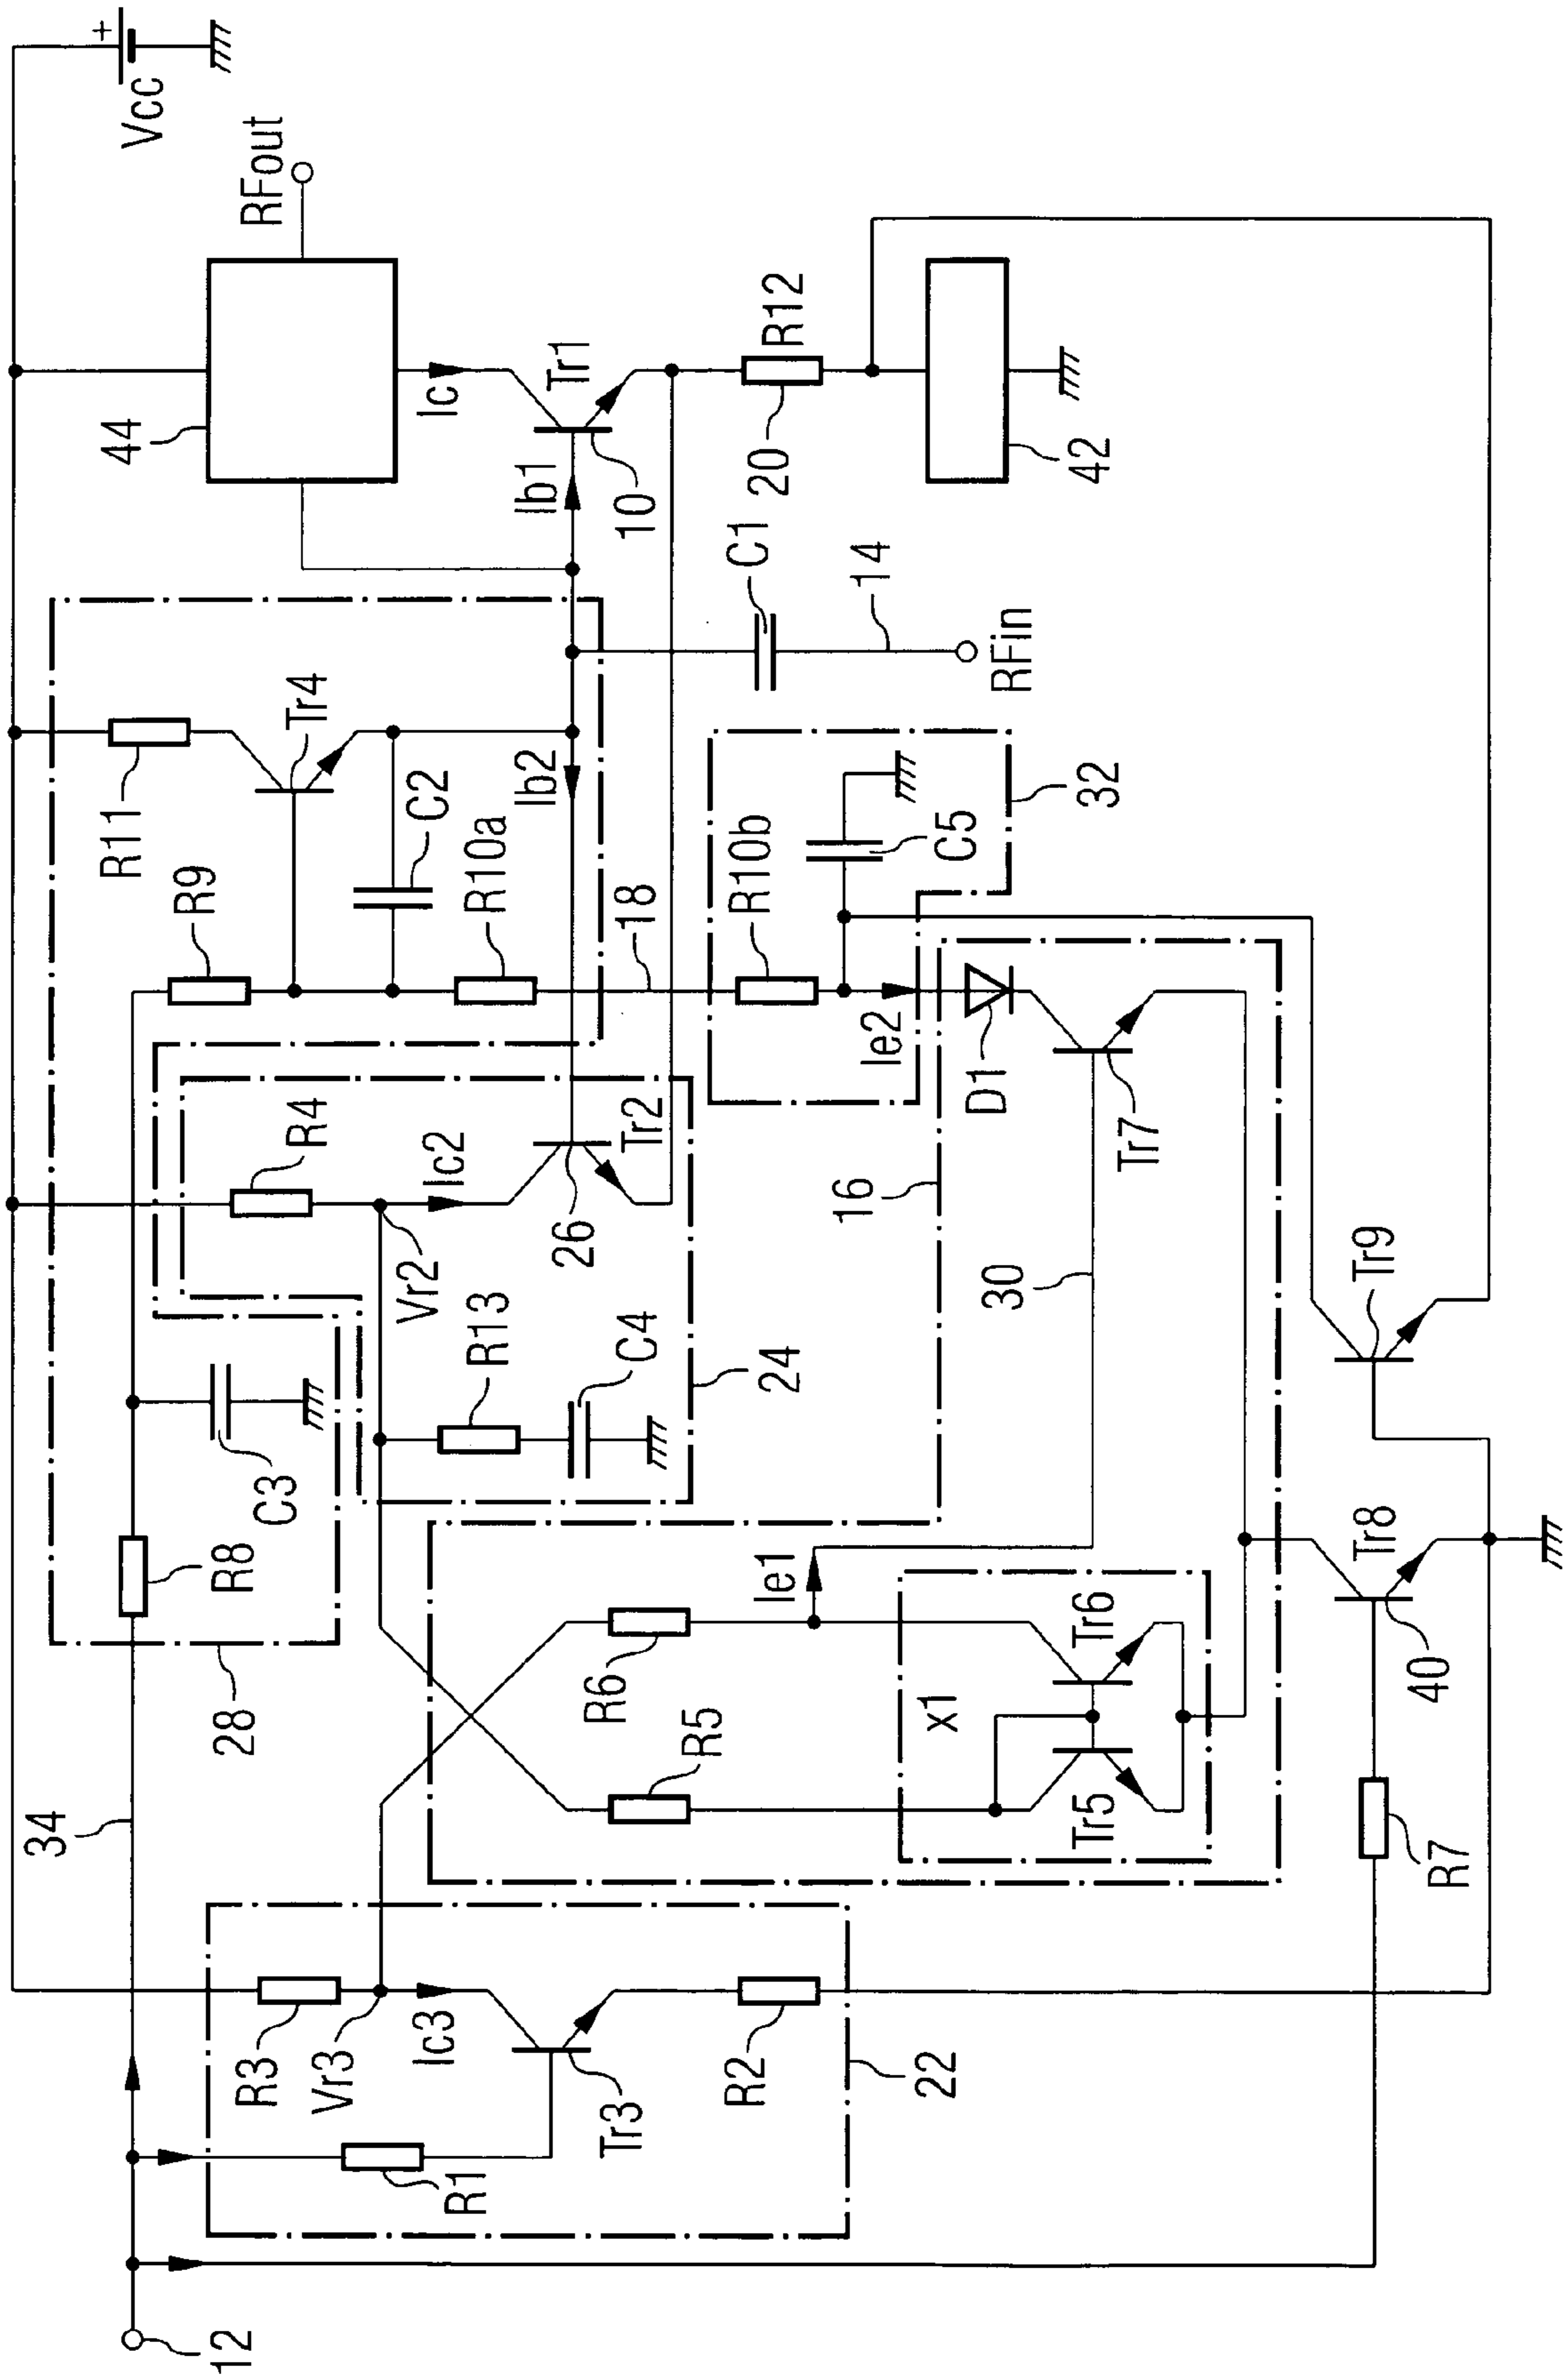 Vcc
+
RFout
44
Ic
Tr1
Ib1
10
R12
20
42
C1
14
RFin
R11
Tr4
C2
Ib2
R9
R10a
18
R10b
C5
32
Ie2
D1
Tr7
R4
Ic2
Tr2
26
Vr2
R13
C4
24
16
30
Tr9
C3
R8
28
Ie1
R6
R5
x1
Tr6
Tr5
Tr8
40
R7
34
R3
Vr3
Ic3
Tr3
R2
22
R1
12